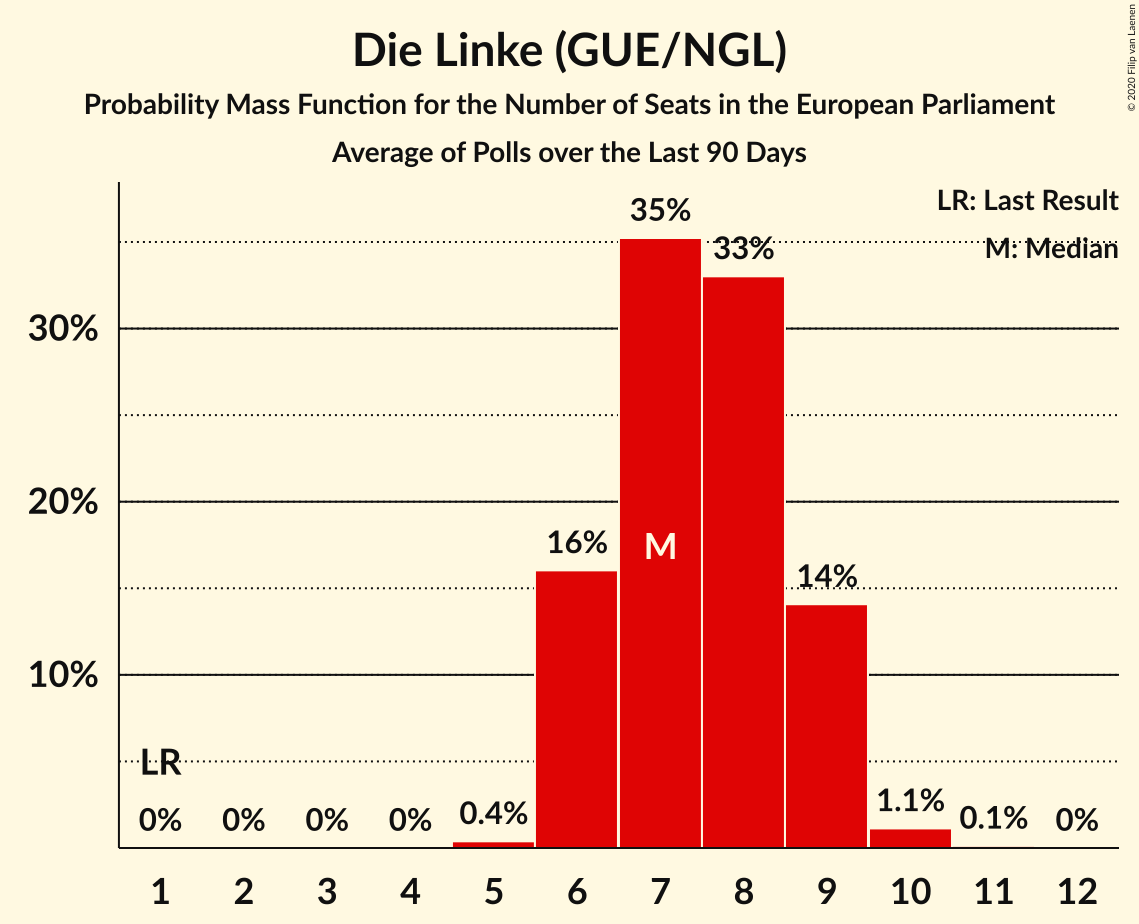 Die Linke (GUE/NGL)
Probability Mass Function for the Number of Seats in the European Parliament
Average of Polls over the Last 90 Days
© 2020 Filip van Laenen
LR: Last Result
M: Median
35%
33%
30%
20%
16%
M
14%
10%
LR
0%
0%
0%
0%
0.4%
1.1%
0.1%
0%
1 2 3 4 5 6 7 8 9 10 11 12